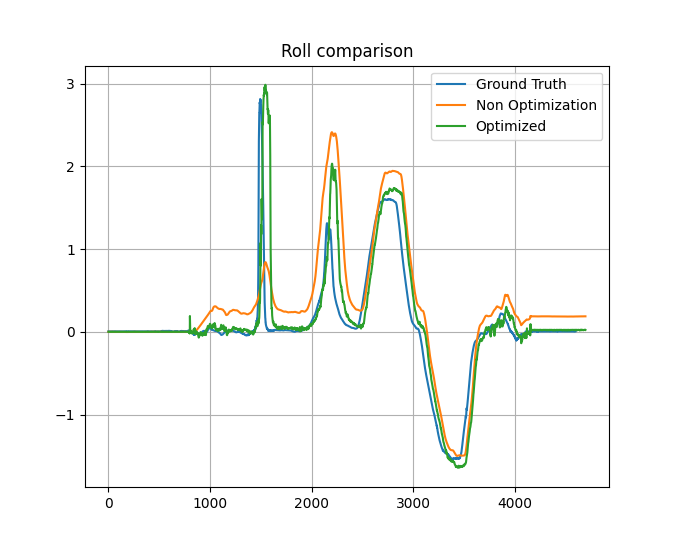 Roll comparison
Ground Truth
Non Optimization
Optimized
3
2
1
0
−1
0
1000
2000
3000
4000